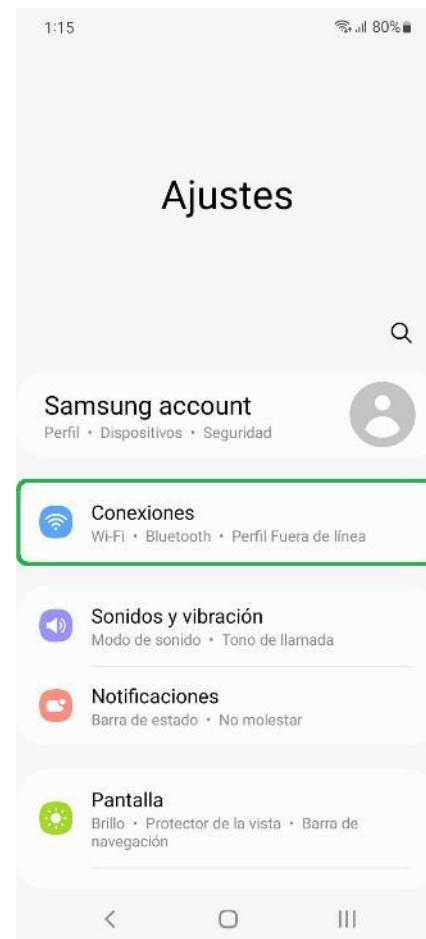 1:15
80%
Ajustes
Samsung account
Perfil • Dispositivos • Seguridad
Conexiones
Wi-Fi • Bluetooth • Perfil Fuera de línea
Sonidos y vibración
Modo de sonido • Tono de llamada
Notificaciones
Barra de estado • No molestar
Pantalla
Brillo • Protector de la vista • Barra de
navegación